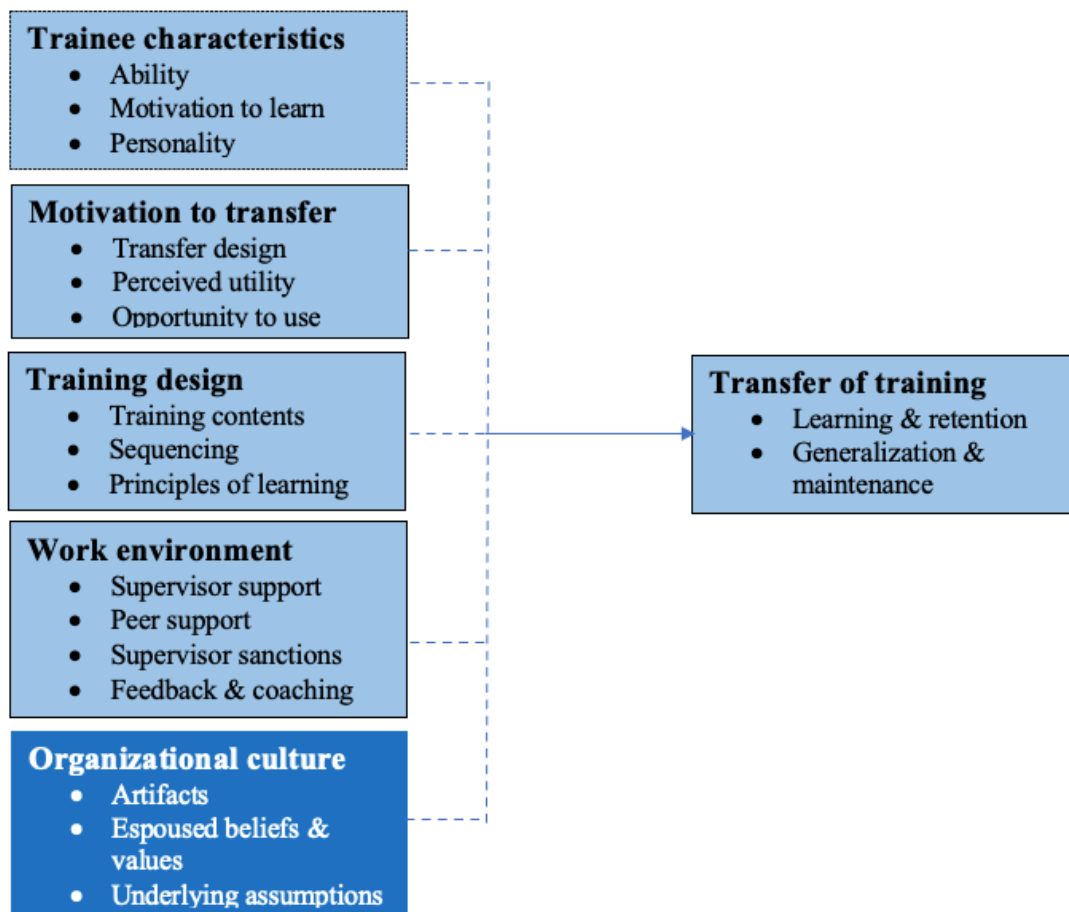 Trainee characteristics
• Ability
• Motivation to learn
• Personality
Motivation to transfer
• Transfer design
• Perceived utility
• Opportunity to use
Training design
• Training contents
• Sequencing
• Principles of learning
Work environment
• Supervisor support
• Peer support
• Supervisor sanctions
• Feedback & coaching
Organizational culture
• Artifacts
• Espoused beliefs &
values
• Underlying assumptions
Transfer of training
• Learning & retention
• Generalization &
maintenance